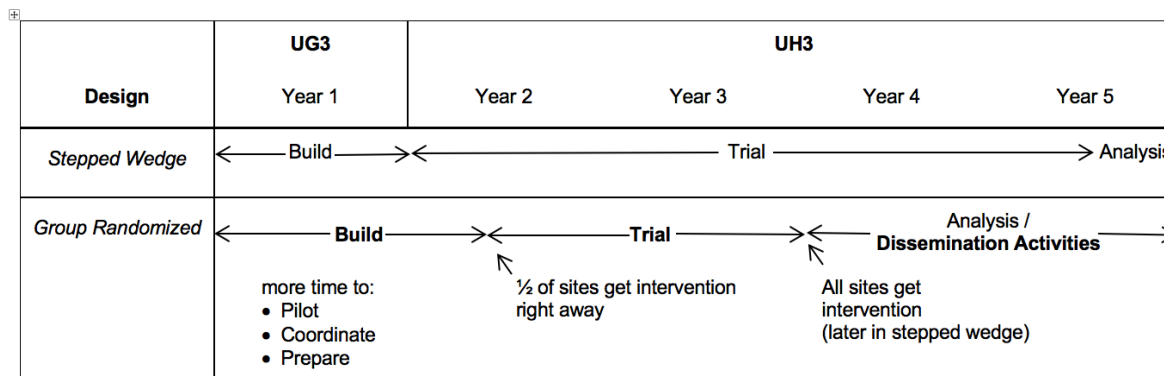 UG3 UH3
Design Year 1 Year 2 Year 3 Year 4 Year 5
Stepped Wedge Build Trial Analysis
Group Randomized Build Trial Analysis /
Dissemination Activities
more time to: ½ of sites get intervention All sites get
• Pilot right away intervention
• Coordinate (later in stepped wedge)
• Prepare